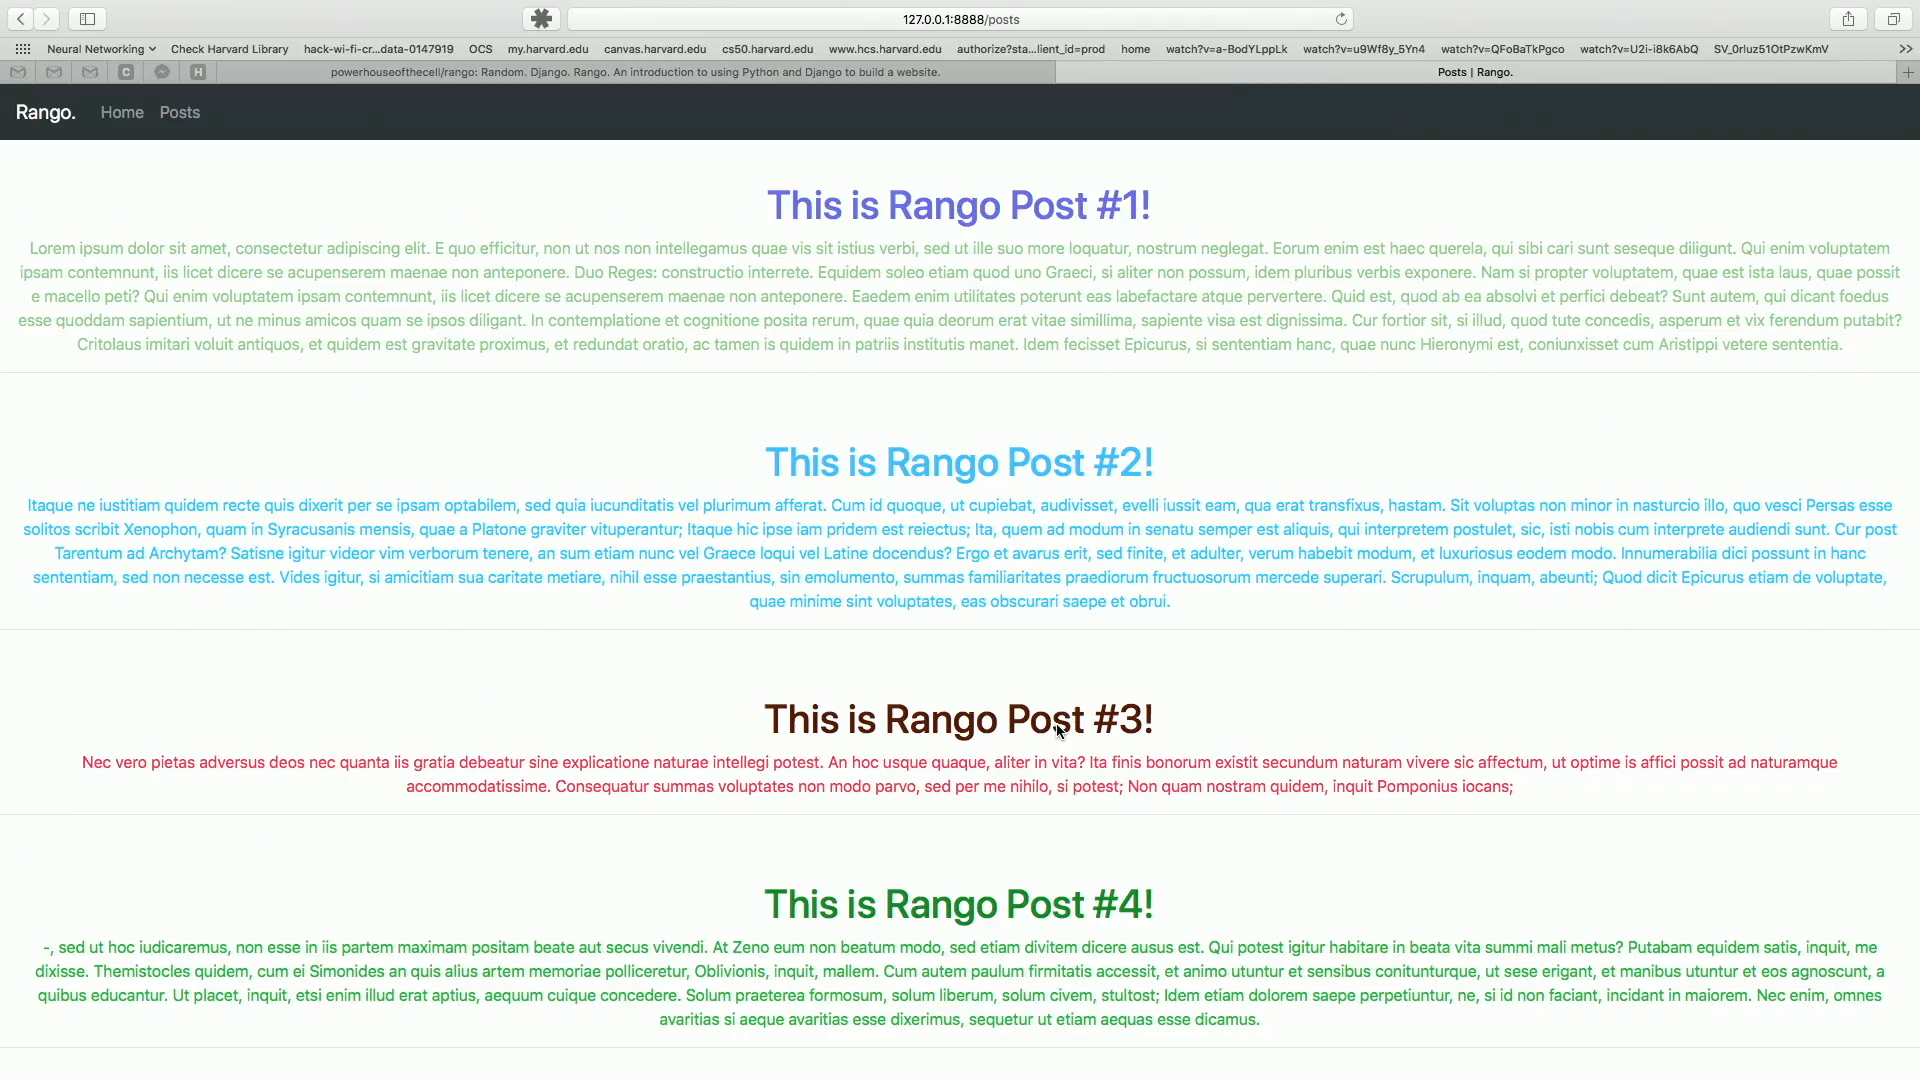 127.0.0.1:8888/posts
Neural Networking Check Harvard Library hack-wi-fi-cr...data-0147919 OCS my.harvard.edu canvas.harvard.edu cs50.harvard.edu www.hcs.harvard.edu authorize?sta...lient_id=prod home watch?v=a-BodYLppLk watch?v=u9Wf8y_5Yn4 watch?v=QFoBaTkPgco watch?v=U2i-i8k6AbQ SV_0rIuz51OtPzwKmV
C H powerhouseofthecell/rango: Random. Django. Rango. An introduction to using Python and Django to build a website. Posts | Rango.
Rango. Home Posts
This is Rango Post #1!
Lorem ipsum dolor sit amet, consectetur adipiscing elit. E quo efficitur, non ut nos non intellegamus quae vis sit istius verbi, sed ut ille suo more loquatur, nostrum neglegat. Eorum enim est haec querela, qui sibi cari sunt seseque diligunt. Qui enim voluptatem
ipsam contemnunt, iis licet dicere se acupenserem maenae non anteponere. Duo Reges: constructio interrete. Equidem soleo etiam quod uno Graeci, si aliter non possum, idem pluribus verbis exponere. Nam si propter voluptatem, quae est ista laus, quae possit
e macello peti? Qui enim voluptatem ipsam contemnunt, iis licet dicere se acupenserem maenae non anteponere. Eaedem enim utilitates poterunt eas labefactare atque pervertere. Quid est, quod ab ea absolvi et perfici debeat? Sunt autem, qui dicant foedus
esse quoddam sapientium, ut ne minus amicos quam se ipsos diligant. In contemplatione et cognitione posita rerum, quae quia deorum erat vitae simillima, sapiente visa est dignissima. Cur fortior sit, si illud, quod tute concedis, asperum et vix ferendum putabit?
Critolaus imitari voluit antiquos, et quidem est gravitate proximus, et redundat oratio, ac tamen is quidem in patriis institutis manet. Idem fecisset Epicurus, si sententiam hanc, quae nunc Hieronymi est, coniunxisset cum Aristippi vetere sententia.
This is Rango Post #2!
Itaque ne iustitiam quidem recte quis dixerit per se ipsam optabilem, sed quia iucunditatis vel plurimum afferat. Cum id quoque, ut cupiebat, audivisset, evelli iussit eam, qua erat transfixus, hastam. Sit voluptas non minor in nasturcio illo, quo vesci Persas esse
solitos scribit Xenophon, quam in Syracusanis mensis, quae a Platone graviter vituperantur; Itaque hic ipse iam pridem est reiectus; Ita, quem ad modum in senatu semper est aliquis, qui interpretem postulet, sic, isti nobis cum interprete audiendi sunt. Cur post
Tarentum ad Archytam? Satisne igitur videor vim verborum tenere, an sum etiam nunc vel Graece loqui vel Latine docendus? Ergo et avarus erit, sed finite, et adulter, verum habebit modum, et luxuriosus eodem modo. Innumerabilia dici possunt in hanc
sententiam, sed non necesse est. Vides igitur, si amicitiam sua caritate metiare, nihil esse praestantius, sin emolumento, summas familiaritates praediorum fructuosorum mercede superari. Scrupulum, inquam, abeunti; Quod dicit Epicurus etiam de voluptate,
quae minime sint voluptates, eas obscurari saepe et obrui.
This is Rango Post #3!
Nec vero pietas adversus deos nec quanta iis gratia debeatur sine explicatione naturae intellegi potest. An hoc usque quaque, aliter in vita? Ita finis bonorum existit secundum naturam vivere sic affectum, ut optime is affici possit ad naturamque
accommodatissime. Consequatur summas voluptates non modo parvo, sed per me nihilo, si potest; Non quam nostram quidem, inquit Pomponius iocans;
This is Rango Post #4!
-, sed ut hoc iudicaremus, non esse in iis partem maximam positam beate aut secus vivendi. At Zeno eum non beatum modo, sed etiam divitem dicere ausus est. Qui potest igitur habitare in beata vita summi mali metus? Putabam equidem satis, inquit, me
dixisse. Themistocles quidem, cum ei Simonides an quis alius artem memoriae polliceretur, Oblivionis, inquit, mallem. Cum autem paulum firmitatis accessit, et animo utuntur et sensibus conitunturque, ut sese erigant, et manibus utuntur et eos agnoscunt, a
quibus educantur. Ut placet, inquit, etsi enim illud erat aptius, aequum cuique concedere. Solum praeterea formosum, solum liberum, solum civem, stultost; Idem etiam dolorem saepe perpetiuntur, ne, si id non faciant, incidant in maiorem. Nec enim, omnes
avaritias si aeque avaritias esse dixerimus, sequetur ut etiam aequas esse dicamus.